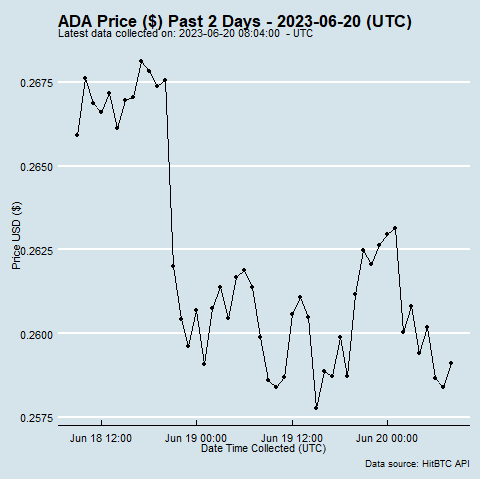 ADA Price ($) Past 2 Days - 2023-06-20 (UTC)
Latest data collected on: 2023-06-20 08:04:00  - UTC
0.2675
0.2650
0.2625
0.2600
0.2575
Price USD ($)
Jun 18 12:00 Jun 19 00:00 Jun 19 12:00 Jun 20 00:00
Date Time Collected (UTC)
Data source: HitBTC API